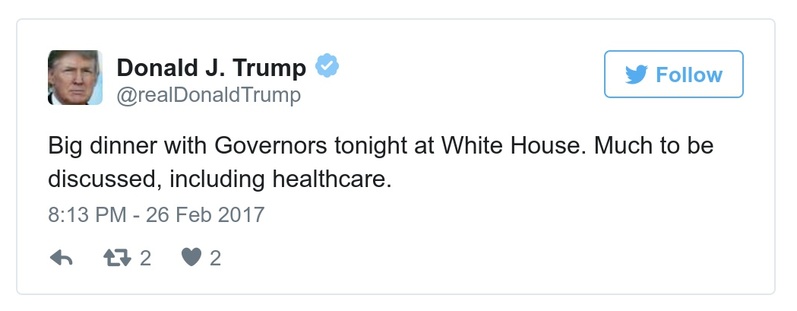 Donald J. Trump
@realDonaldTrump
Follow
Big dinner with Governors tonight at White House. Much to be
discussed, including healthcare.
8:13 PM - 26 Feb 2017
2 2